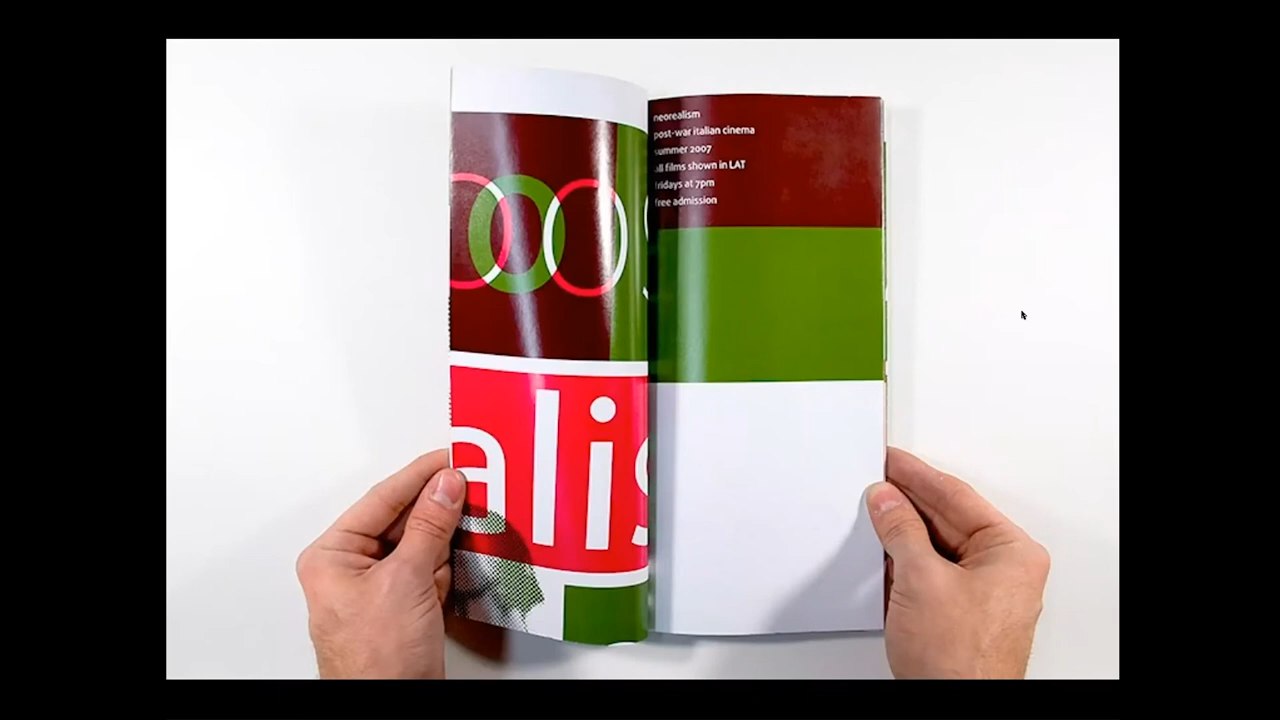 alis
neorealism
post-war italian cinema
summer 2007
all films shown in LAT
fridays at 7pm
free admission